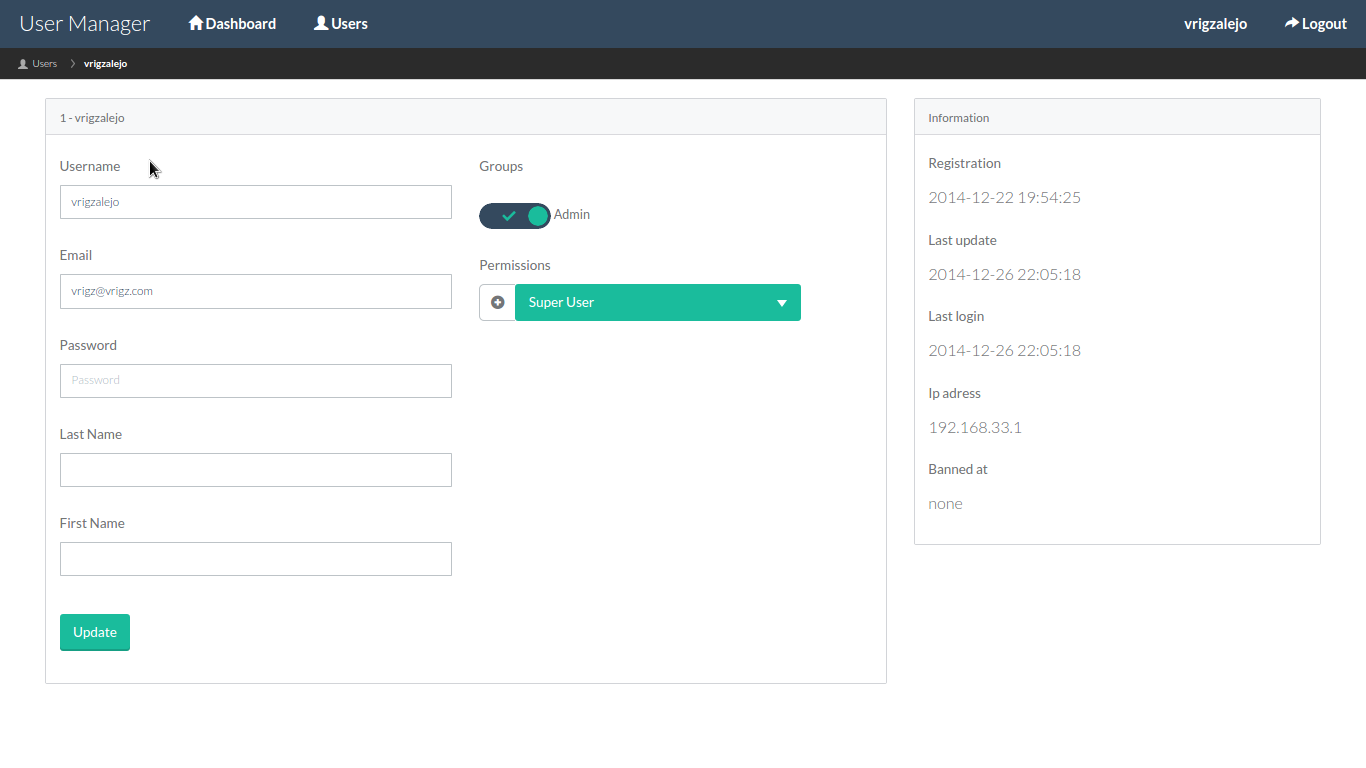 User Manager Dashboard Users vrigzalejo Logout
Users vrigzalejo
1 - vrigzalejo
Username
vrigzalejo
Email
vrigz@vrigz.com
Password
Password
Last Name
First Name
Update
Groups
Admin
Permissions
Super User
Information
Registration
2014-12-22 19:54:25
Last update
2014-12-26 22:05:18
Last login
2014-12-26 22:05:18
Ip adress
192.168.33.1
Banned at
none